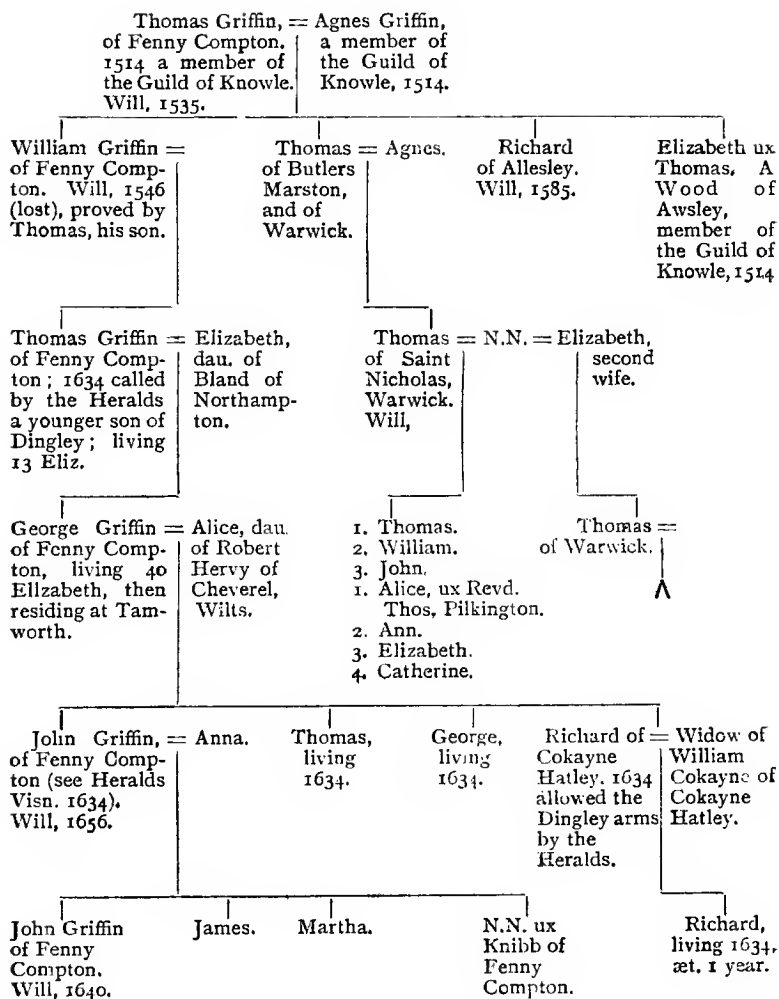 Thomas Griffin, = Agnes Griffin,
of Fenny Compton. a member of
1514 a member of the Guild of
the Guild of Knowle. Knowle, 1514.
Will, 1535.
William Griffin =
of Fenny Comp-
ton. Will, 1546
(lost), proved by
Thomas, his son.
Thomas = Agnes.
of Butlers
Marston,
and of
Warwick.
Richard
of Allesley.
Will, 1585.
Elizabeth ux
Thomas, A
Wood of
Awsley,
member of
the Guild of
Knowle, 1514
Thomas Griffin = Elizabeth,
of Fenny Comp- dau. of
ton; 1634 called Bland of
by the Heralds Northamp-
a younger son of ton.
Dingley; living
13 Eliz.
Thomas = N.N. = Elizabeth,
of Saint second
Nicholas, wife.
Warwick.
Will,
George Griffin = Alice, dau.
of Fenny Comp- of Robert
ton, living 40 Hervy of
Elizabeth, then Cheverel,
residing at Tam- Wilts.
worth.
1. Thomas.
2. William.
3. John.
1. Alice, ux Revd.
Thos, Pilkington.
2. Ann.
3. Elizabeth.
4. Catherine.
Thomas =
of Warwick.
John Griffin, = Anna.
of Fenny Comp-
ton (see Heralds
Visn. 1634).
Will, 1656.
Thomas,
living
1634.
George,
living
1634.
Richard of = Widow of
Cokayne William
Hatley. 1634 Cokayne of
allowed the Cokayne
Dingley arms Hatley.
by the
Heralds.
John Griffin
of Fenny
Compton.
Will, 1640.
James.
Martha.
N.N. ux
Knibb of
Fenny
Compton.
Richard,
living 1634,
æt. 1 year.